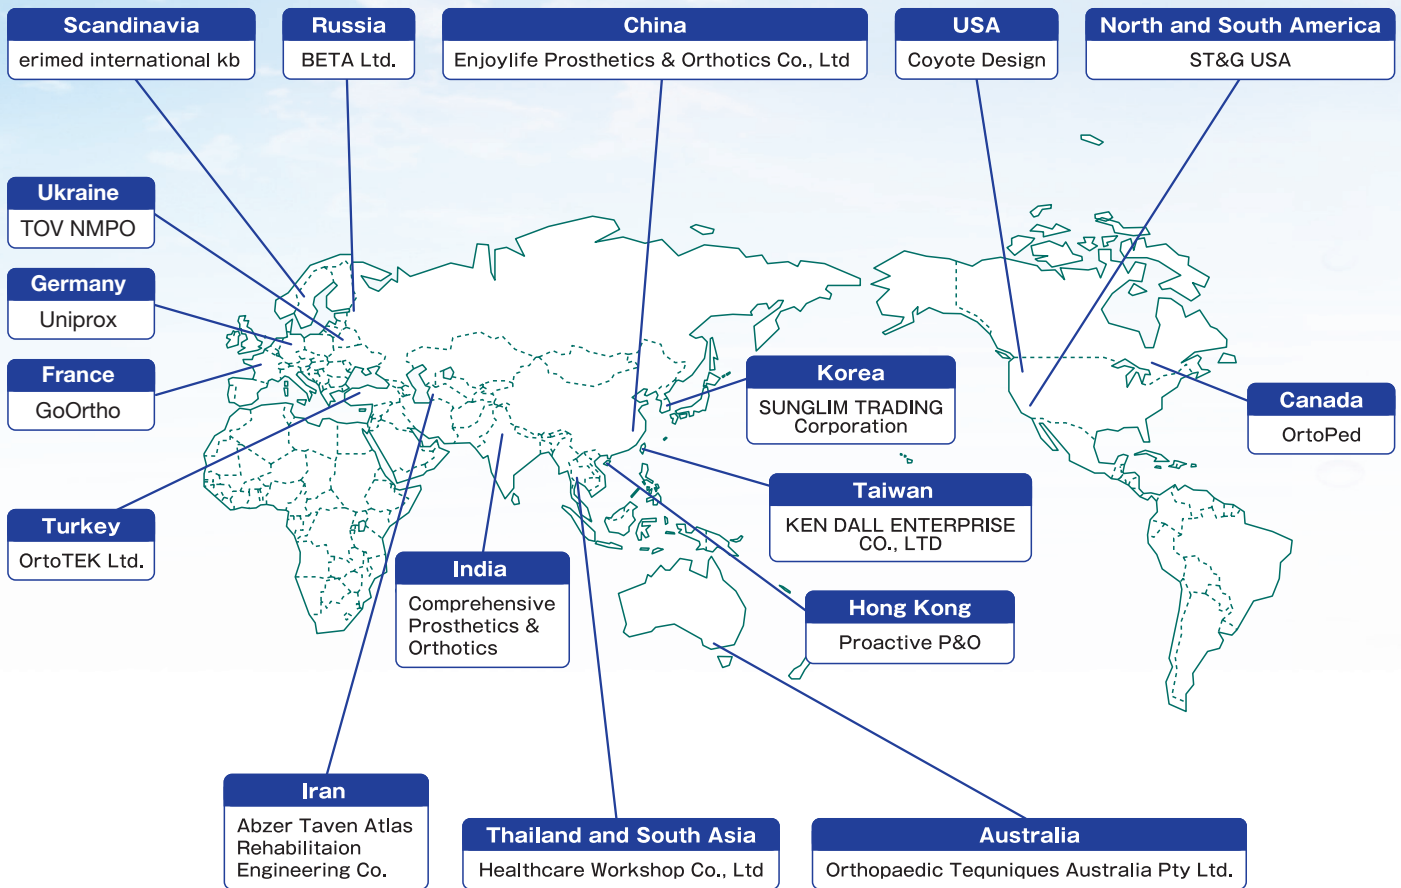 Scandinavia
erimed international kb
Russia
BETA Ltd.
China
Enjoylife Prosthetics & Orthotics Co., Ltd
USA
Coyote Design
North and South America
ST&G USA
Ukraine
TOV NMPO
Germany
Uniprox
France
GoOrtho
Korea
SUNGLIM TRADING
Corporation
Canada
OrtoPed
Taiwan
KEN DALL ENTERPRISE
CO., LTD
Turkey
OrtoTEK Ltd.
India
Comprehensive
Prosthetics &
Orthotics
Hong Kong
Proactive P&O
Iran
Abzer Taven Atlas
Rehabilitaion
Engineering Co.
Thailand and South Asia
Healthcare Workshop Co., Ltd
Australia
Orthopaedic Tequniques Australia Pty Ltd.